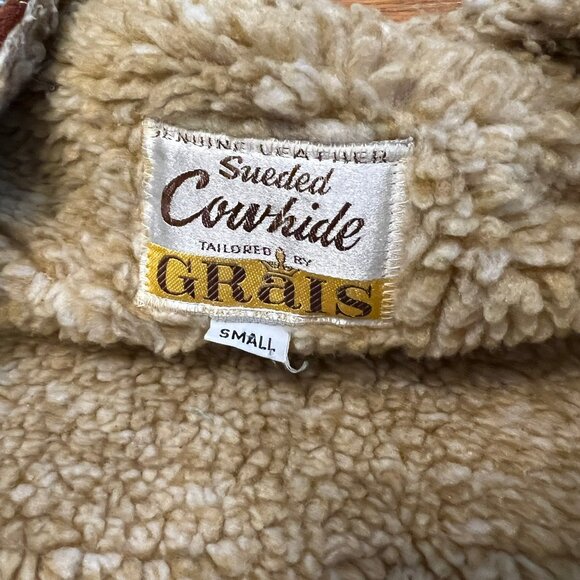 GENUINE LEATHER
Sueded
Cowhide
TAILORED BY
GRaIS
SMALL